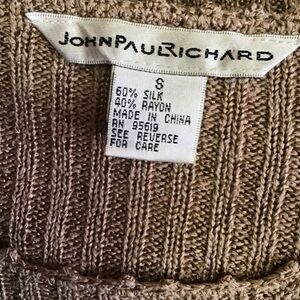 JOHNPAULRICHARD
S
60% SILK
40% RAYON
MADE IN CHINA
RN 95619
SEE REVERSE
FOR CARE